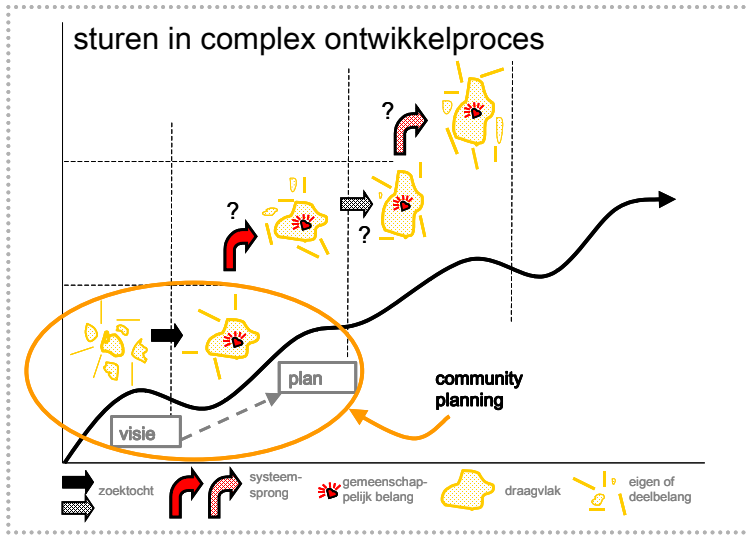 sturen in complex ontwikkelproces
?
?
?
plan
community
planning
visie
zoektocht
systeem-
sprong
gemeenschap-
pelijk belang
draagvlak
eigen of
deelbelang